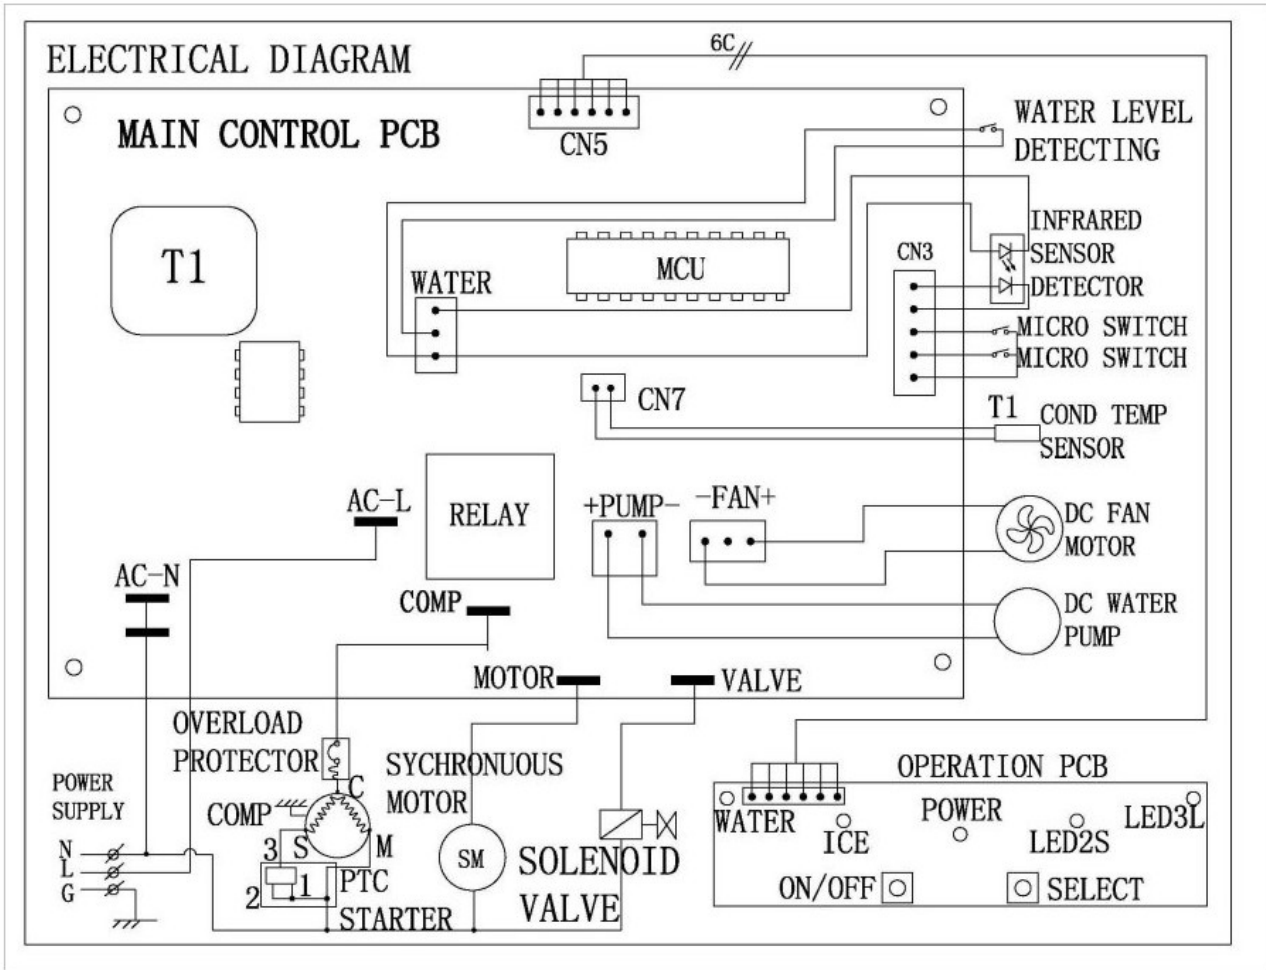 ELECTRICAL DIAGRAM
6C
MAIN CONTROL PCB
CN5
WATER LEVEL
DETECTING
T1
MCU
WATER
CN3
INFRARED
SENSOR
DETECTOR
MICRO SWITCH
MICRO SWITCH
CN7
T1
COND TEMP
SENSOR
AC-L
RELAY
+PUMP-
-FAN+
DC FAN
MOTOR
AC-N
COMP
DC WATER
PUMP
MOTOR
VALVE
OVERLOAD
PROTECTOR
SYCHRONUOUS
MOTOR
OPERATION PCB
POWER
SUPPLY
C
COMP
WATER
ICE
POWER
LED2S
LED3L
N
L
G
3
S
M
SM
SOLENOID
VALVE
2
1
PTC
STARTER
ON/OFF
SELECT